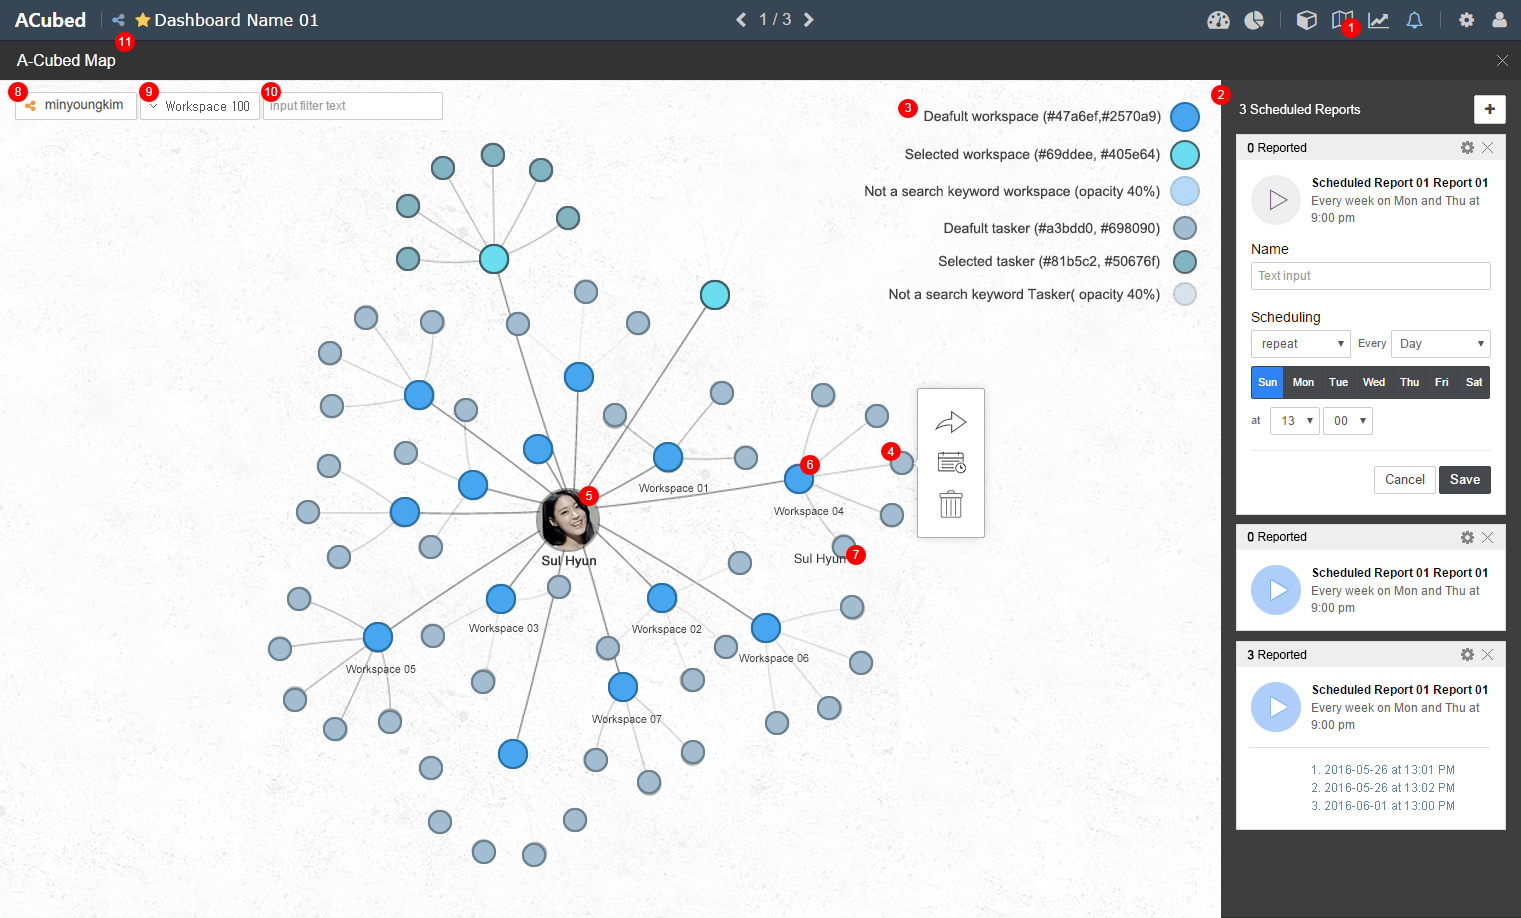 ACubed
Dashboard Name 01
1 / 3
1
11
A-Cubed Map
8
minyoungkim
9
Workspace 100
10
Input filter text
3
Deafult workspace (#47a6ef,#2570a9)
Selected workspace (#69ddee, #405e64)
Not a search keyword workspace (opacity 40%)
Deafult tasker (#a3bdd0, #698090)
Selected tasker (#81b5c2, #50676f)
Not a search keyword Tasker( opacity 40%)
4
6
5
7
Workspace 01
Workspace 04
Sul Hyun
Sul Hyun
Workspace 03
Workspace 02
Workspace 05
Workspace 06
Workspace 07
2
3 Scheduled Reports
+
0 Reported
Scheduled Report 01 Report 01
Every week on Mon and Thu at
9:00 pm
Name
Text input
Scheduling
repeat
Every
Day
Sun Mon Tue Wed Thu Fri Sat
at
13
00
Cancel
Save
0 Reported
Scheduled Report 01 Report 01
Every week on Mon and Thu at
9:00 pm
3 Reported
Scheduled Report 01 Report 01
Every week on Mon and Thu at
9:00 pm
1. 2016-05-26 at 13:01 PM
2. 2016-05-26 at 13:02 PM
3. 2016-06-01 at 13:00 PM